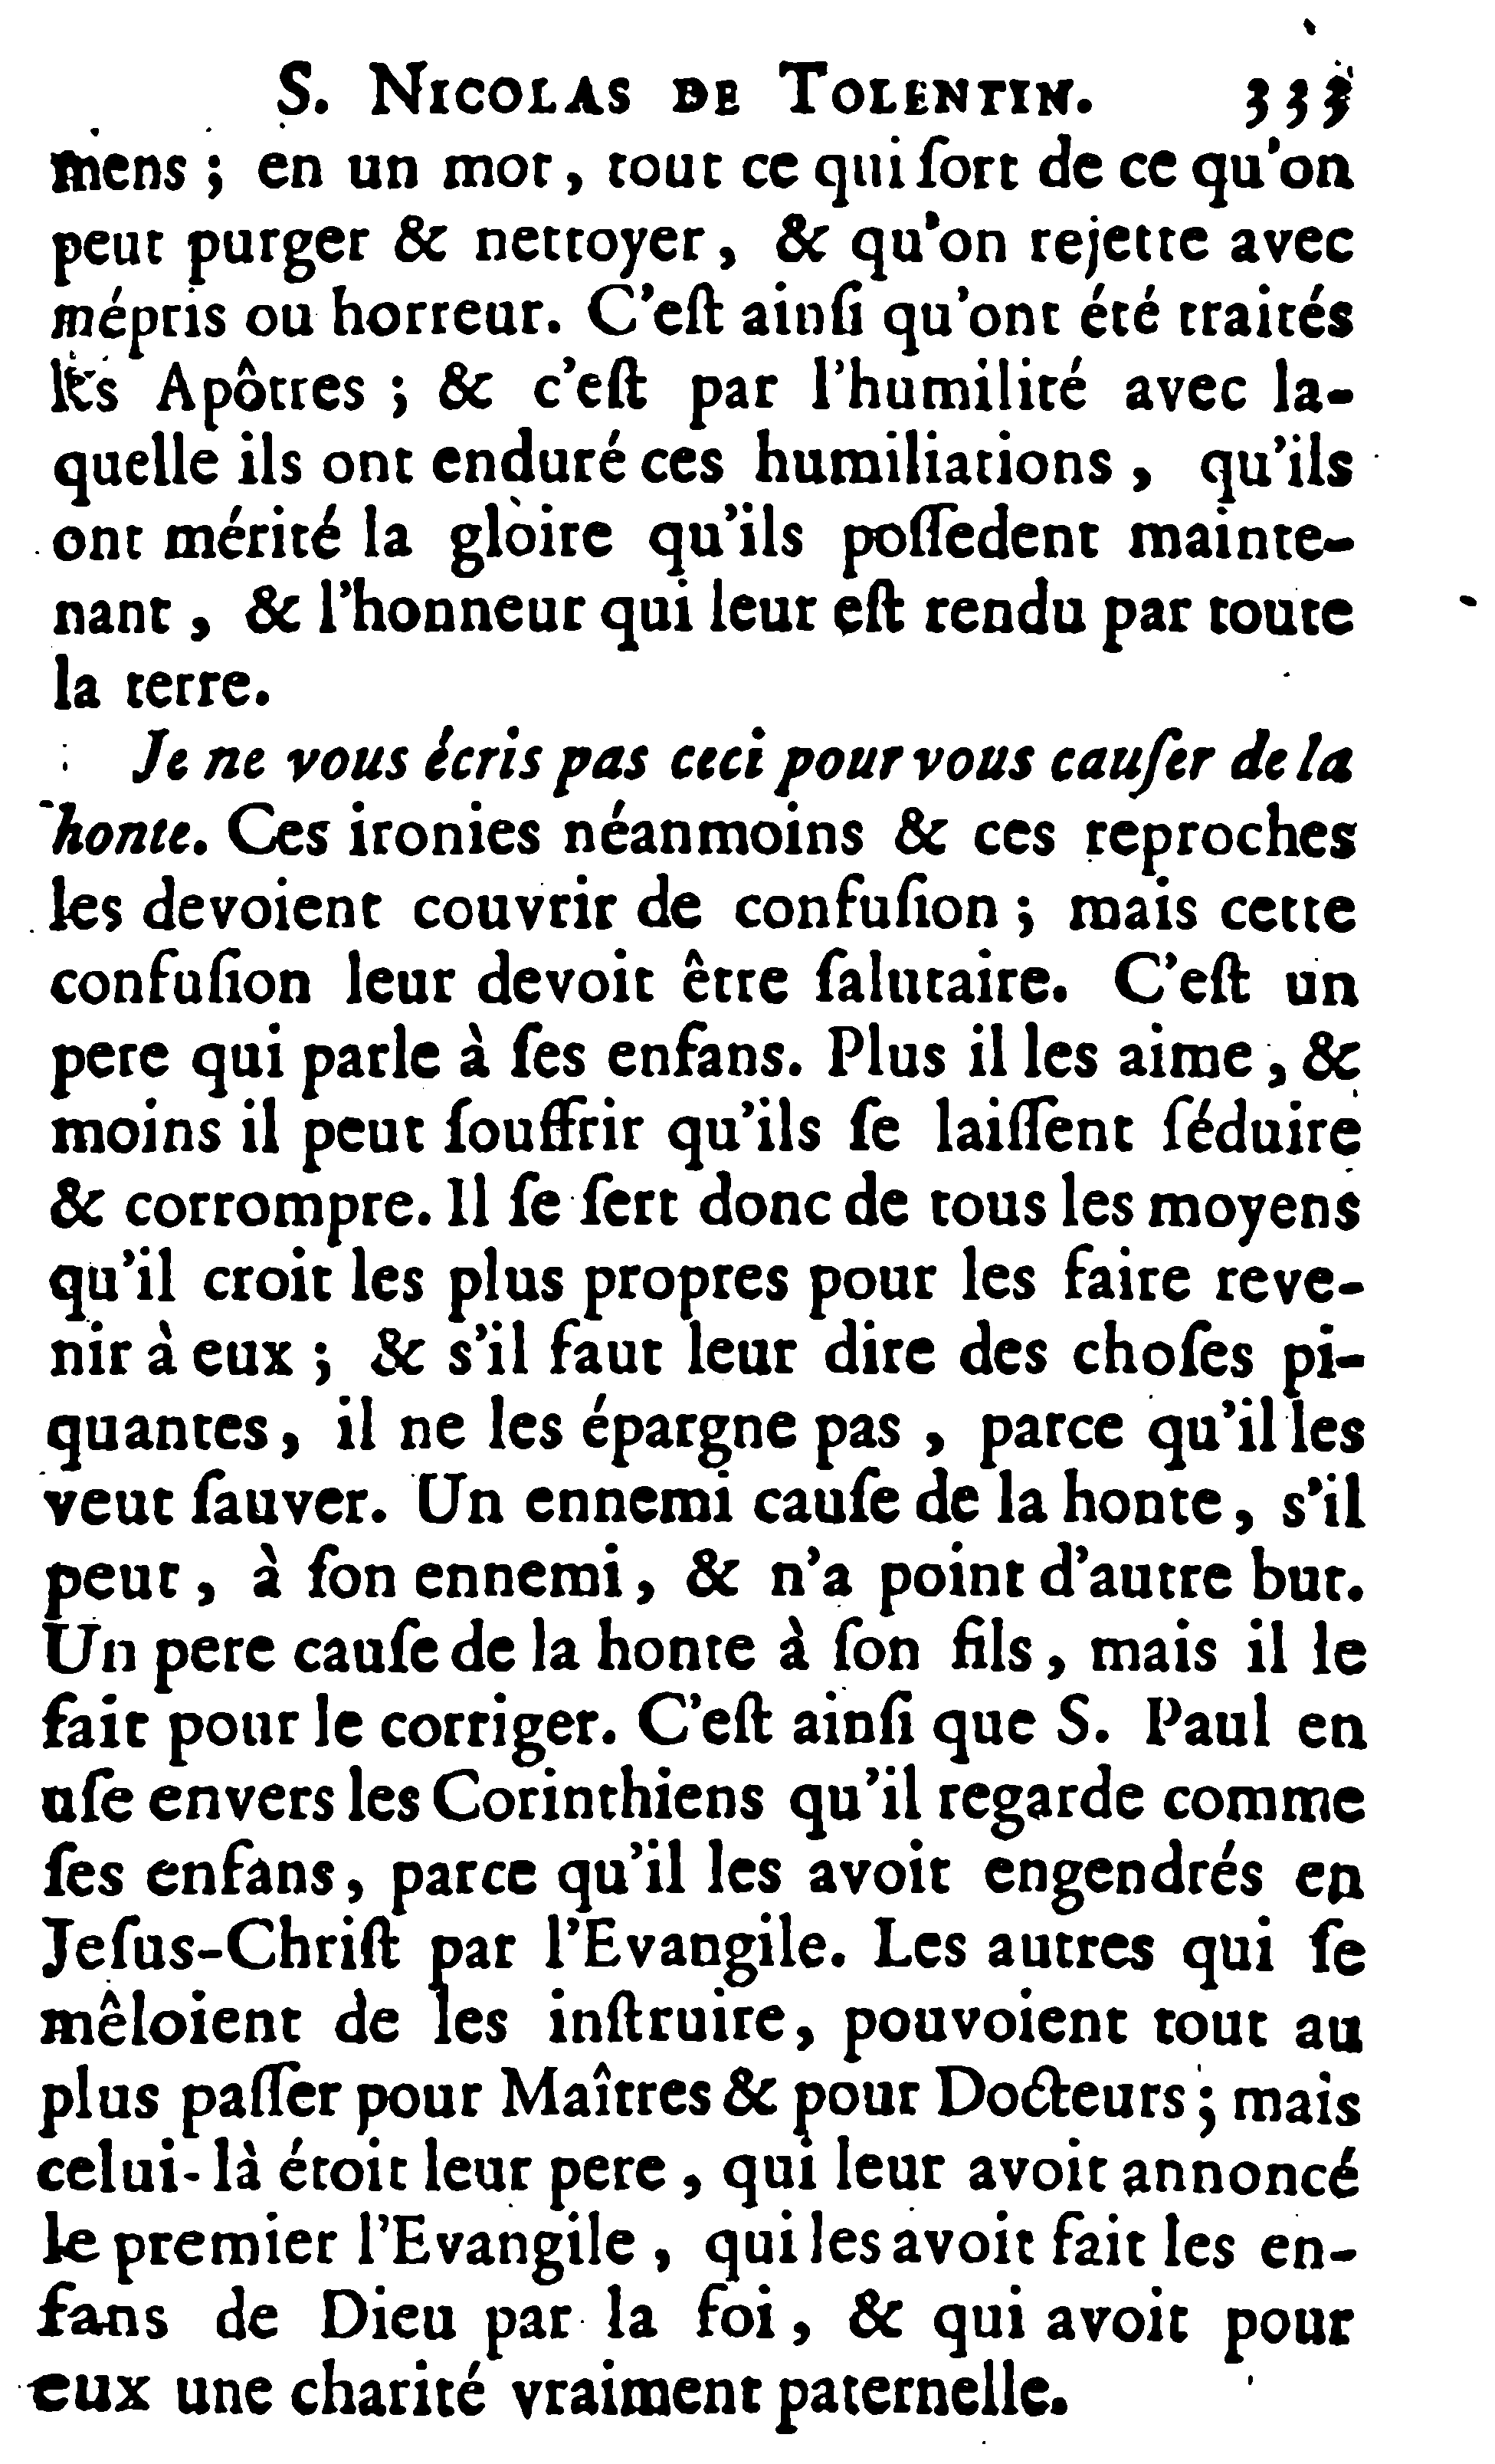 S. NICOLAS DE TOLENTIN. 333
mens ; en un mot, tout ce qui ſort de ce qu'on
peut purger & nettoyer, & qu'on rejette avec
mépris ou horreur. C'eſt ainſi qu'ont été traités
les Apôtres ; & c'eſt par l'humilité avec la-
quelle ils ont enduré ces humiliations, qu'ils
ont mérité la gloire qu'ils poſſedent mainte-
nant, & l'honneur qui leur eſt rendu par toute
la terre.
Je ne vous écris pas ceci pour vous cauſer de la
honte. Ces ironies néanmoins & ces reproches
les devoient couvrir de confuſion ; mais cette
confuſion leur devoit être ſalutaire. C'eſt un
pere qui parle à ſes enfans. Plus il les aime, &
moins il peut ſouffrir qu'ils ſe laiſſent ſéduire
& corrompre. Il ſe ſert donc de tous les moyens
qu'il croit les plus propres pour les faire reve-
nir à eux ; & s'il faut leur dire des choſes pi-
quantes, il ne les épargne pas, parce qu'il les
veut ſauver. Un ennemi cauſe de la honte, s'il
peut, à ſon ennemi, & n'a point d'autre but.
Un pere cauſe de la honte à ſon fils, mais il le
fait pour le corriger. C'eſt ainſi que S. Paul en
uſe envers les Corinthiens qu'il regarde comme
ſes enfans, parce qu'il les avoit engendrés en
Jeſus-Chriſt par l'Evangile. Les autres qui ſe
mêloient de les inſtruire, pouvoient tout au
plus paſſer pour Maîtres & pour Docteurs ; mais
celui-là étoit leur pere, qui leur avoit annoncé
le premier l'Evangile, qui les avoit fait les en-
fans de Dieu par la foi, & qui avoit pour
eux une charité vraiment paternelle.